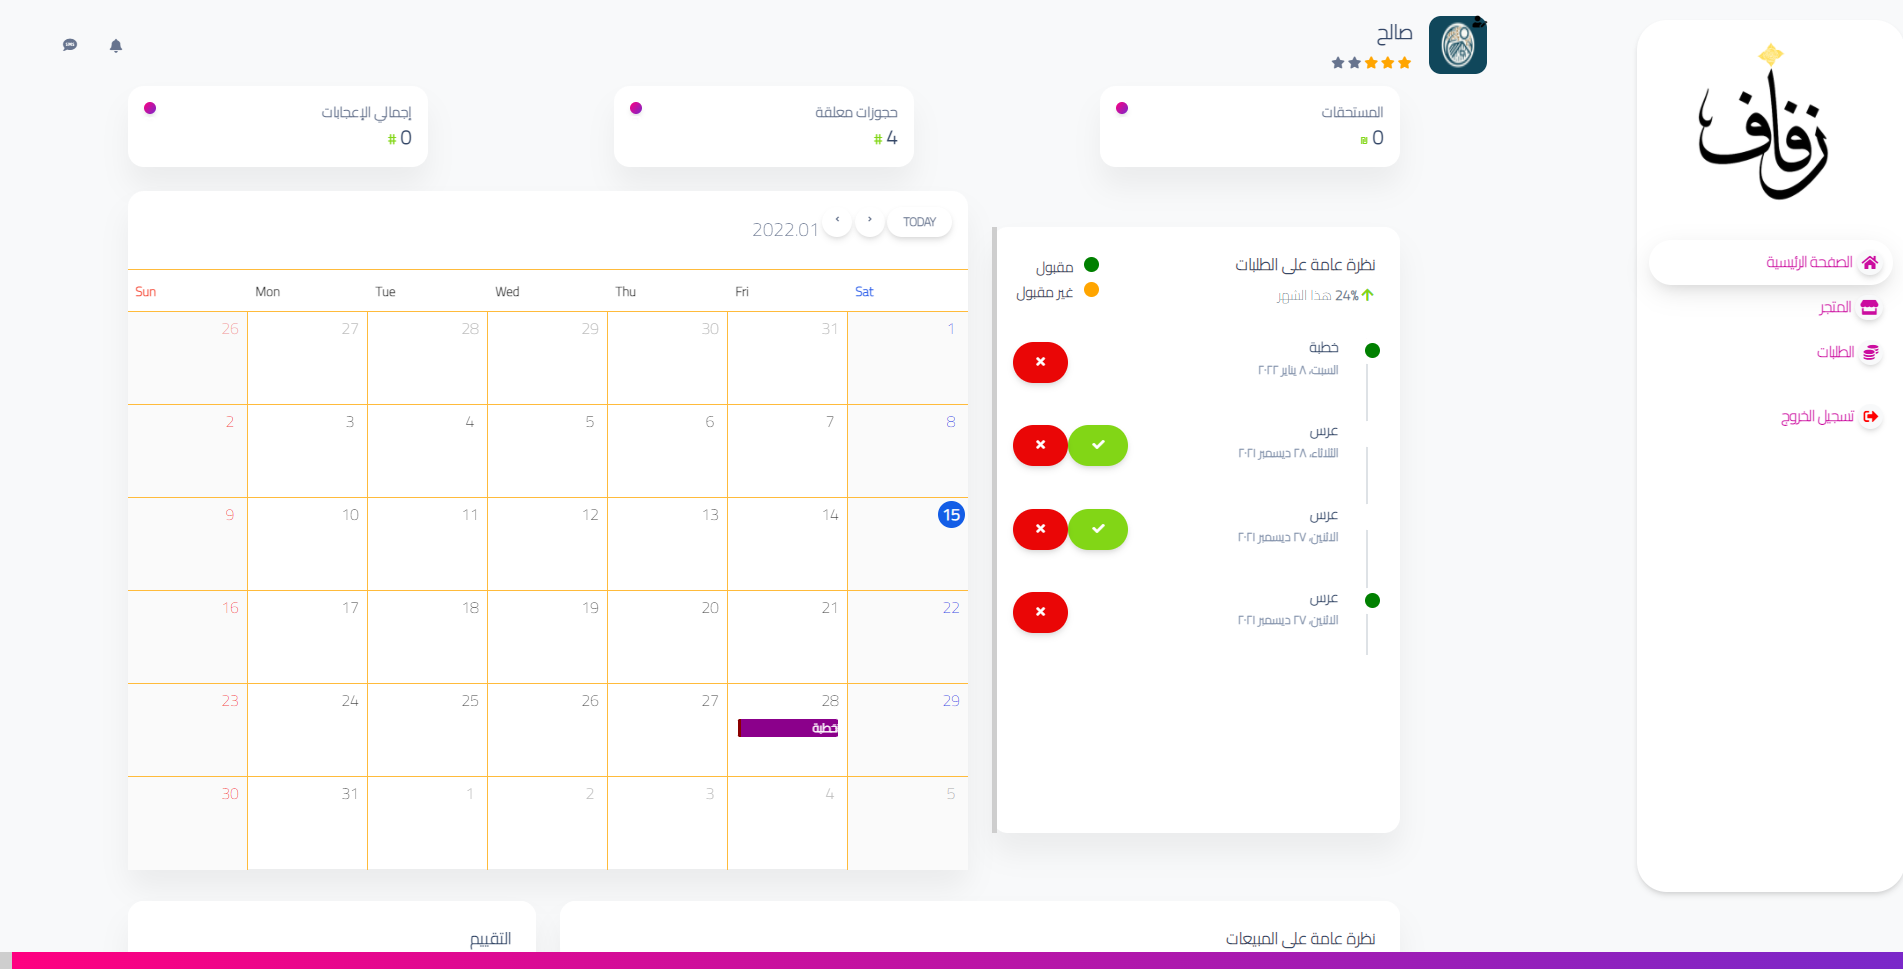 زفاف
الصفحة الرئيسية
المتجر
الطلبات
تسجيل الخروج
صالح
SMS
المستحقات
0 ₪
حجوزات معلقة
4 #
إجمالي الإعجابات
0 #
نظرة عامة على الطلبات
24% هذا الشهر
مقبول
غير مقبول
خطبة
السبت، ٨ يناير ٢٠٢٢
عرس
الثلاثاء، ٢٨ ديسمبر ٢٠٢١
عرس
الاثنين، ٢٧ ديسمبر ٢٠٢١
عرس
الاثنين، ٢٧ ديسمبر ٢٠٢١
TODAY ‹ › 2022.01
Sun Mon Tue Wed Thu Fri Sat
26 27 28 29 30 31 1
2 3 4 5 6 7 8
9 10 11 12 13 14 15
16 17 18 19 20 21 22
23 24 25 26 27 28 29
خطبة
30 31 1 2 3 4 5
نظرة عامة على المبيعات
التقييم